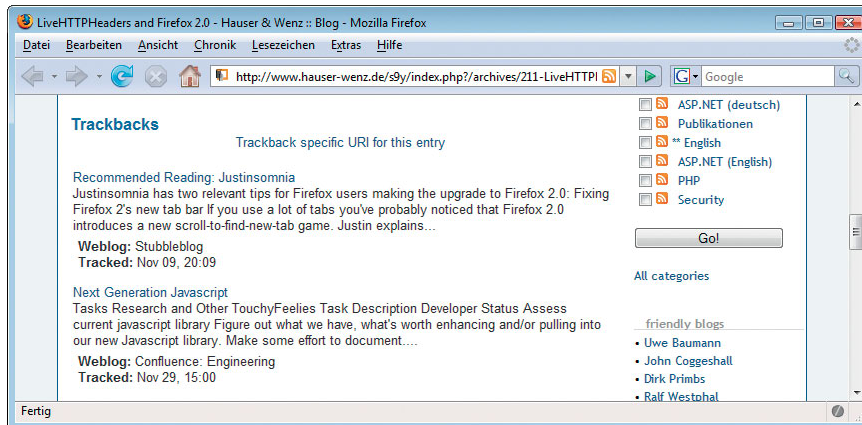 LiveHTTPHeaders and Firefox 2.0 - Hauser & Wenz :: Blog - Mozilla Firefox
Datei Bearbeiten Ansicht Chronik Lesezeichen Extras Hilfe
http://www.hauser-wenz.de/s9y/index.php?/archives/211-LiveHTTPH
G Google
Trackbacks
Trackback specific URI for this entry
Recommended Reading: Justinsomnia
Justinsomnia has two relevant tips for Firefox users making the upgrade to Firefox 2.0: Fixing
Firefox 2's new tab bar If you use a lot of tabs you've probably noticed that Firefox 2.0
introduces a new scroll-to-find-new-tab game. Justin explains...
Weblog: Stubbleblog
Tracked: Nov 09, 20:09
Next Generation Javascript
Tasks Research and Other TouchyFeelies Task Description Developer Status Assess
current javascript library Figure out what we have, what's worth enhancing and/or pulling into
our new Javascript library. Make some effort to document....
Weblog: Confluence: Engineering
Tracked: Nov 29, 15:00
ASP.NET (deutsch)
Publikationen
** English
ASP.NET (English)
PHP
Security
Go!
All categories
friendly blogs
• Uwe Baumann
• John Coggeshall
• Dirk Primbs
• Ralf Westphal
Fertig